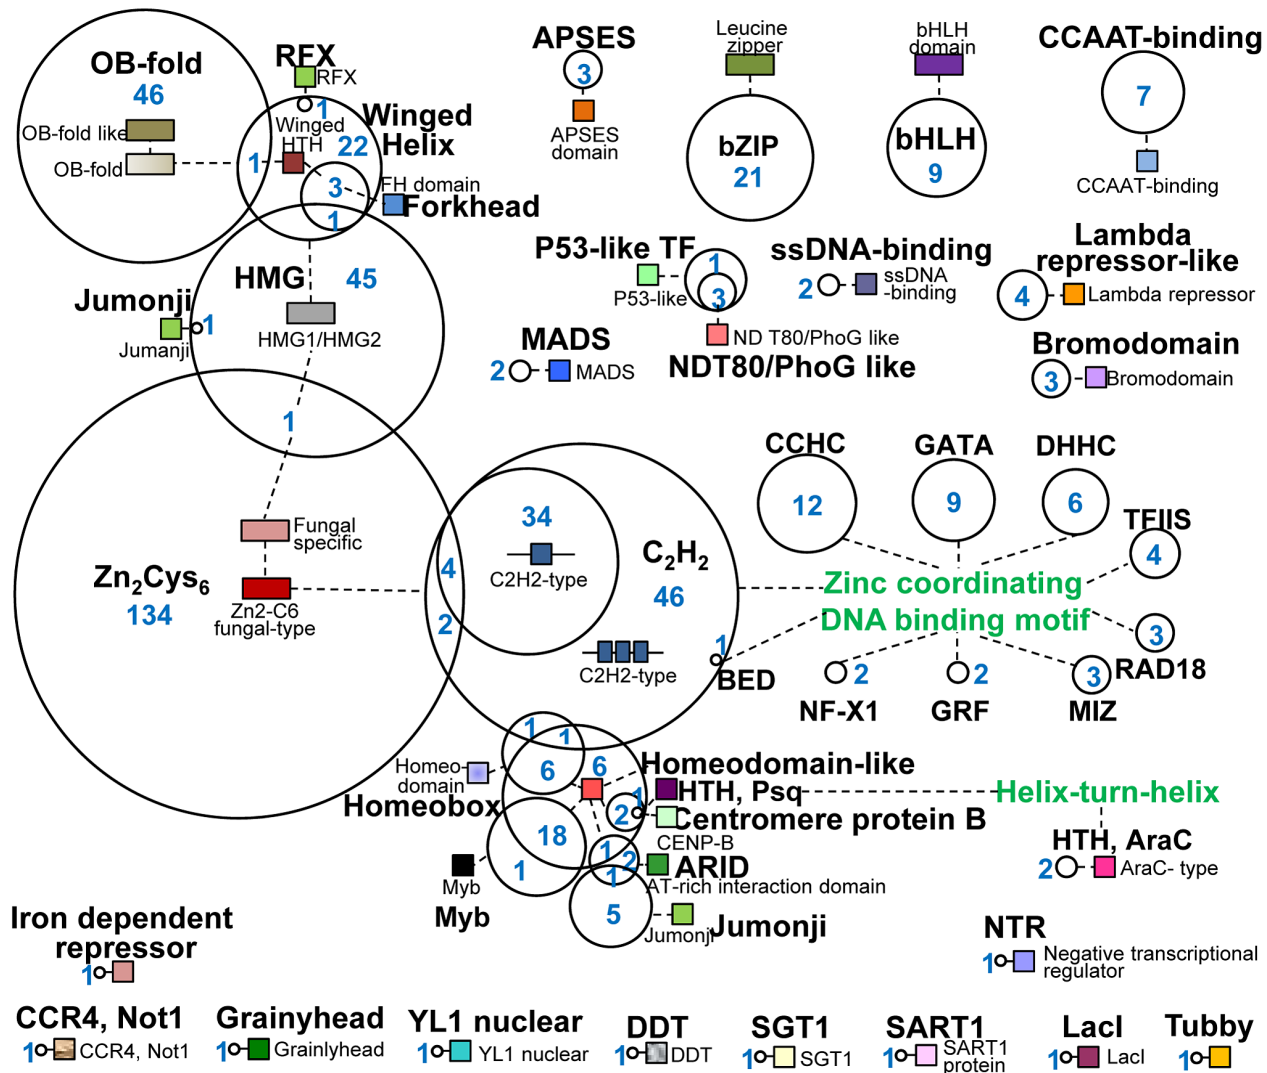 OB-fold
46
OB-fold like
OB-fold
1
RFX
RFX
1
Winged
HTH
Winged
Helix
22
3
FH domain
Forkhead
1
APSES
3
APSES
domain
Leucine
zipper
bZIP
21
bHLH
domain
bHLH
9
CCAAT-binding
7
CCAAT-binding
HMG
45
HMG1/HMG2
Jumonji
1
Jumanji
P53-like TF
1
P53-like
3
ND T80/PhoG like
NDT80/PhoG like
ssDNA-binding
2
ssDNA
-binding
Lambda
repressor-like
4
Lambda repressor
MADS
2
MADS
Bromodomain
3
Bromodomain
1
Fungal
specific
Zn2Cys6
134
Zn2-C6
fungal-type
4
2
34
C2H2-type
C2H2
46
C2H2-type
1
BED
CCHC
12
GATA
9
DHHC
6
TFIIS
4
Zinc coordinating
DNA binding motif
3
RAD18
2
NF-X1
2
GRF
3
MIZ
1
1
Homeo-
domain
Homeobox
6
6
Homeodomain-like
1
HTH, Psq
Helix-turn-helix
2
Centromere protein B
CENP-B
18
1
Myb
Myb
1
2
ARID
AT-rich interaction domain
1
5
Jumonji
Jumonji
HTH, AraC
2
AraC- type
Iron dependent
repressor
1
NTR
1
Negative transcriptional
regulator
CCR4, Not1
1
CCR4, Not1
Grainyhead
1
Grainlyhead
YL1 nuclear
1
YL1 nuclear
DDT
1
DDT
SGT1
1
SGT1
SART1
1
SART1
protein
LacI
1
LacI
Tubby
1